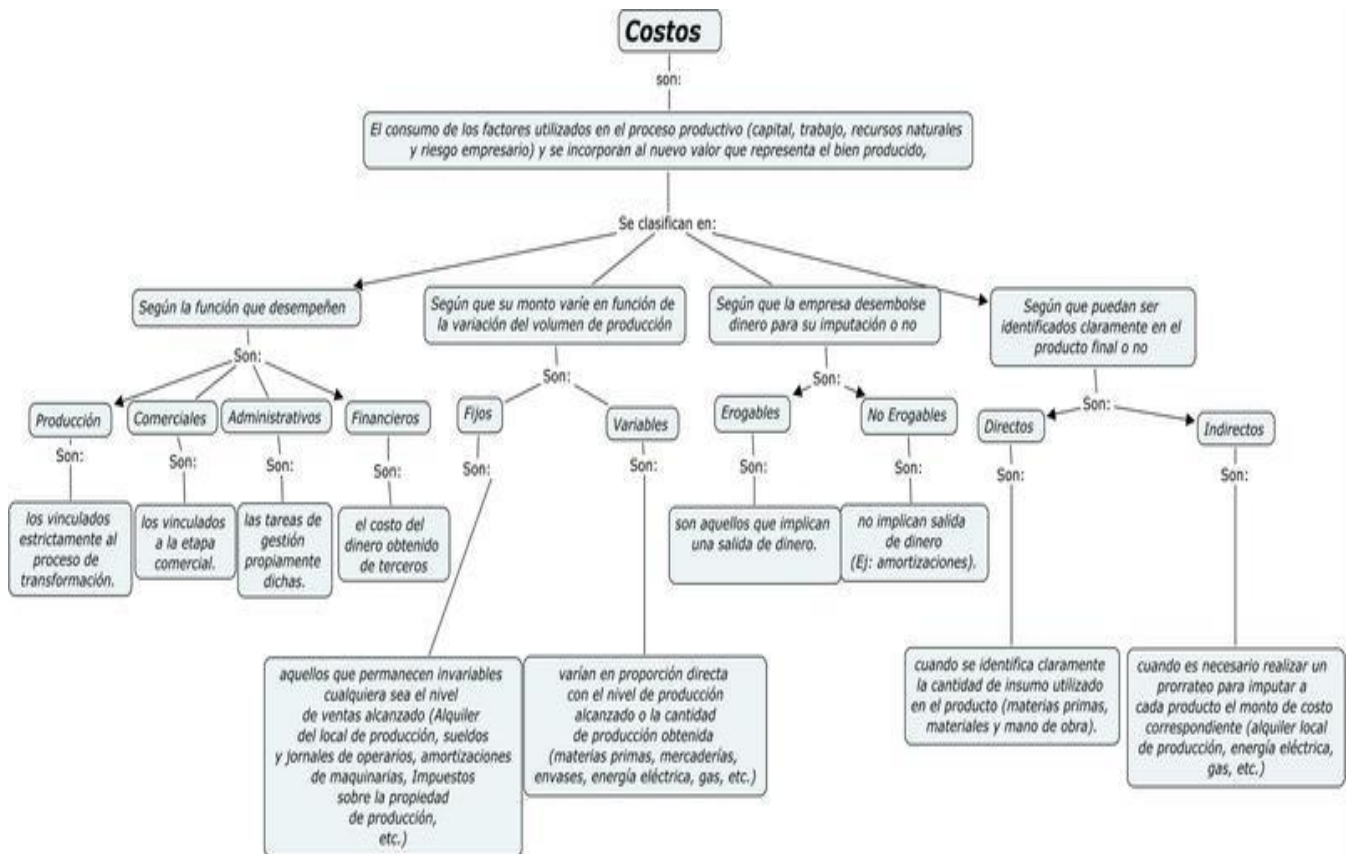 Costos
son:
El consumo de los factores utilizados en el proceso productivo (capital, trabajo, recursos naturales
y riesgo empresario) y se incorporan al nuevo valor que representa el bien producido,
Se clasifican en:
Según la función que desempeñen
Son:
Producción
Comerciales
Administrativos
Financieros
Son:
Son:
Son:
Son:
los vinculados
estrictamente al
proceso de
transformación.
los vinculados
a la etapa
comercial.
las tareas de
gestión
propiamente
dichas.
el costo del
dinero obtenido
de terceros
Según que su monto varíe en función de
la variación del volumen de producción
Son:
Fijos
Variables
Son:
Son:
aquellos que permanecen invariables
cualquiera sea el nivel
de ventas alcanzado (Alquiler
del local de producción, sueldos
y jornales de operarios, amortizaciones
de maquinarias, Impuestos
sobre la propiedad
de producción,
etc.)
varían en proporción directa
con el nivel de producción
alcanzado o la cantidad
de producción obtenida
(materias primas, mercaderías,
envases, energía eléctrica, gas, etc.)
Según que la empresa desembolse
dinero para su imputación o no
Son:
Erogables
No Erogables
Son:
Son:
son aquellos que implican
una salida de dinero.
no implican salida
de dinero
(Ej: amortizaciones).
Según que puedan ser
identificados claramente en el
producto final o no
Son:
Directos
Indirectos
Son:
Son:
cuando se identifica claramente
la cantidad de insumo utilizado
en el producto (materias primas,
materiales y mano de obra).
cuando es necesario realizar un
prorrateo para imputar a
cada producto el monto de costo
correspondiente (alquiler local
de producción, energía eléctrica,
gas, etc.)